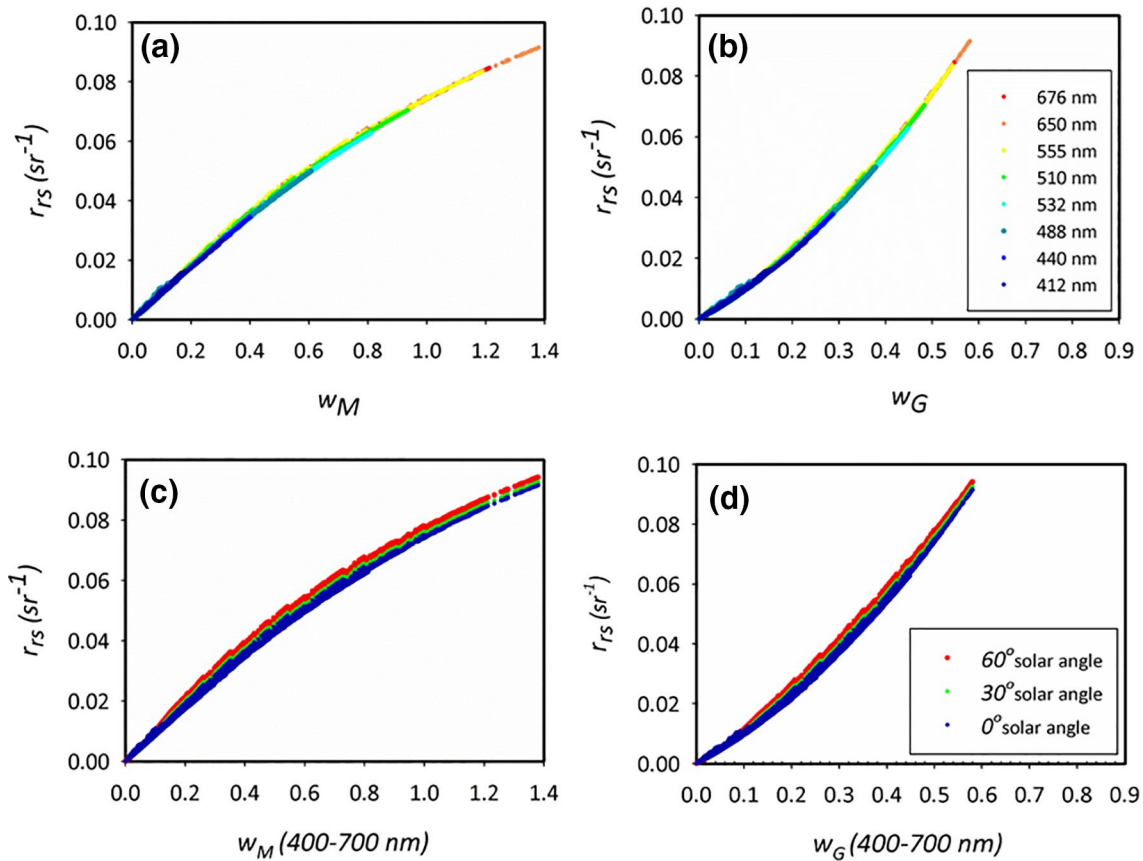 (a)
0.10
0.08
0.06
0.04
0.02
0.00
r_rs (sr^-1)
0.0 0.2 0.4 0.6 0.8 1.0 1.2 1.4
w_M
(b)
0.10
0.08
0.06
0.04
0.02
0.00
r_rs (sr^-1)
676 nm
650 nm
555 nm
510 nm
532 nm
488 nm
440 nm
412 nm
0.0 0.1 0.2 0.3 0.4 0.5 0.6 0.7 0.8 0.9
w_G
(c)
0.10
0.08
0.06
0.04
0.02
0.00
r_rs (sr^-1)
0.0 0.2 0.4 0.6 0.8 1.0 1.2 1.4
w_M (400-700 nm)
(d)
0.10
0.08
0.06
0.04
0.02
0.00
r_rs (sr^-1)
60° solar angle
30° solar angle
0° solar angle
0.0 0.1 0.2 0.3 0.4 0.5 0.6 0.7 0.8 0.9
w_G (400-700 nm)